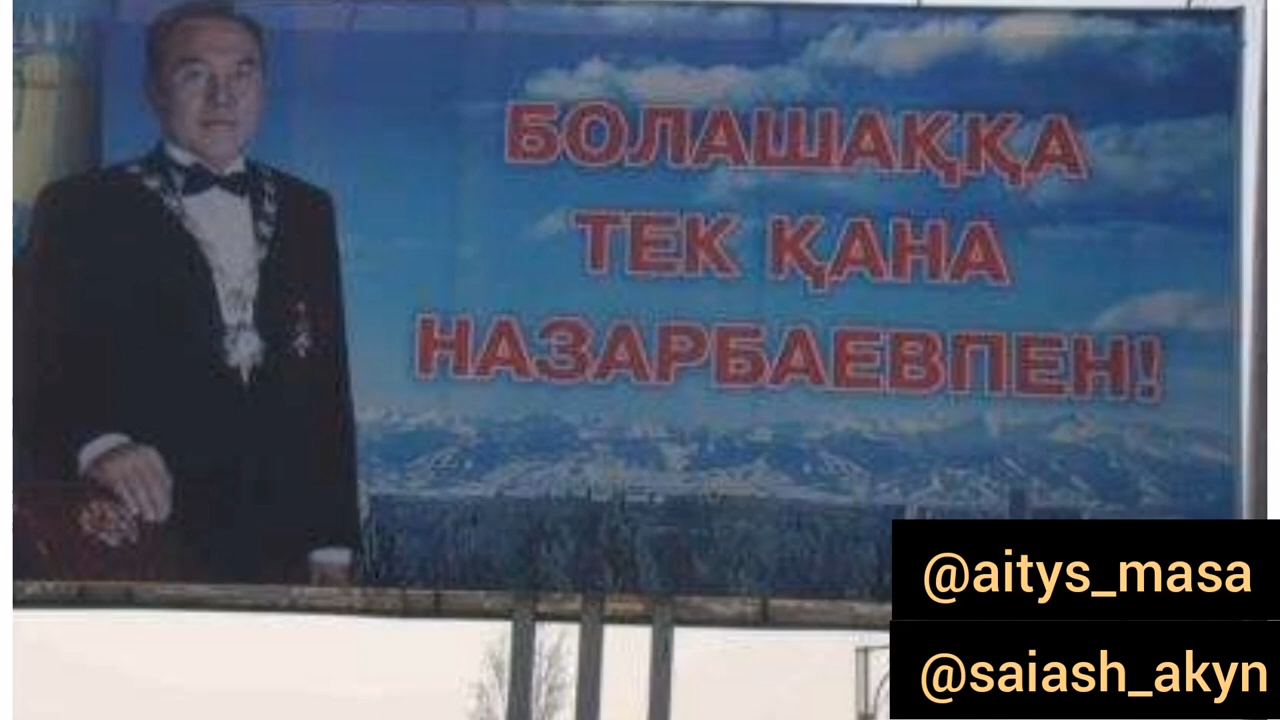 БОЛАШАҚҚА
ТЕК ҚАНА
НАЗАРБАЕВПЕН!
@aitys_masa
@saiash_akyn